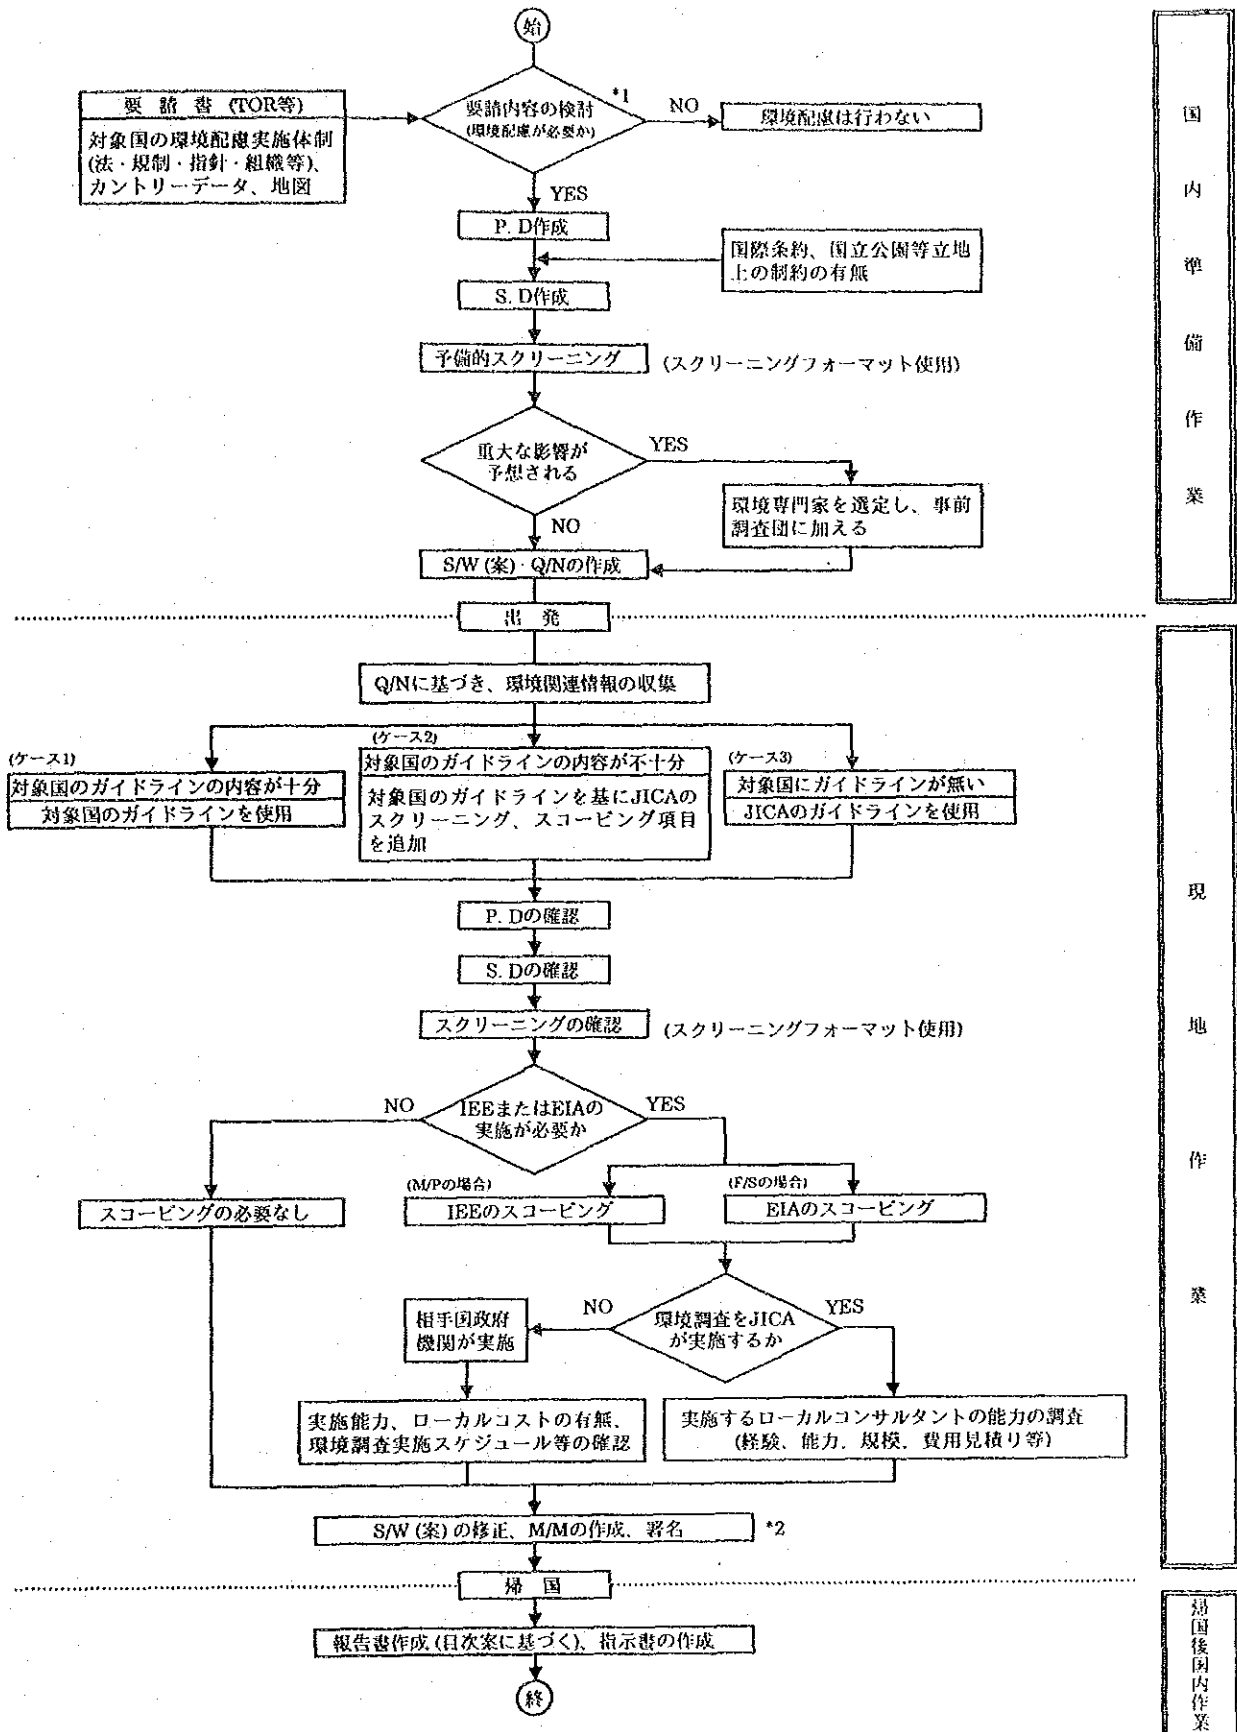 始
要請書 (TOR等)
対象国の環境配慮実施体制
(法・規制・指針・組織等)、
カントリーデータ、地図
要請内容の検討
(環境配慮が必要か)
*1
NO
環境配慮は行わない
YES
P. D作成
国際条約、国立公園等立地
上の制約の有無
S. D作成
予備的スクリーニング
(スクリーニングフォーマット使用)
重大な影響が
予想される
YES
環境専門家を選定し、事前
調査団に加える
NO
S/W (案)・Q/Nの作成
国内準備作業
出発
Q/Nに基づき、環境関連情報の収集
(ケース1)
対象国のガイドラインの内容が十分
対象国のガイドラインを使用
(ケース2)
対象国のガイドラインの内容が不十分
対象国のガイドラインを基にJICAの
スクリーニング、スコーピング項目
を追加
(ケース3)
対象国にガイドラインが無い
JICAのガイドラインを使用
P. Dの確認
S. Dの確認
スクリーニングの確認
(スクリーニングフォーマット使用)
IEEまたはEIAの
実施が必要か
NO
YES
スコーピングの必要なし
(M/Pの場合)
IEEのスコーピング
(F/Sの場合)
EIAのスコーピング
環境調査をJICA
が実施するか
NO
YES
相手国政府
機関が実施
実施能力、ローカルコストの有無、
環境調査実施スケジュール等の確認
実施するローカルコンサルタントの能力の調査
(経験、能力、規模、費用見積り等)
S/W (案) の修正、M/Mの作成、署名
*2
現地作業
帰国
報告書作成 (目次案に基づく)、指示書の作成
終
帰国後国内作業